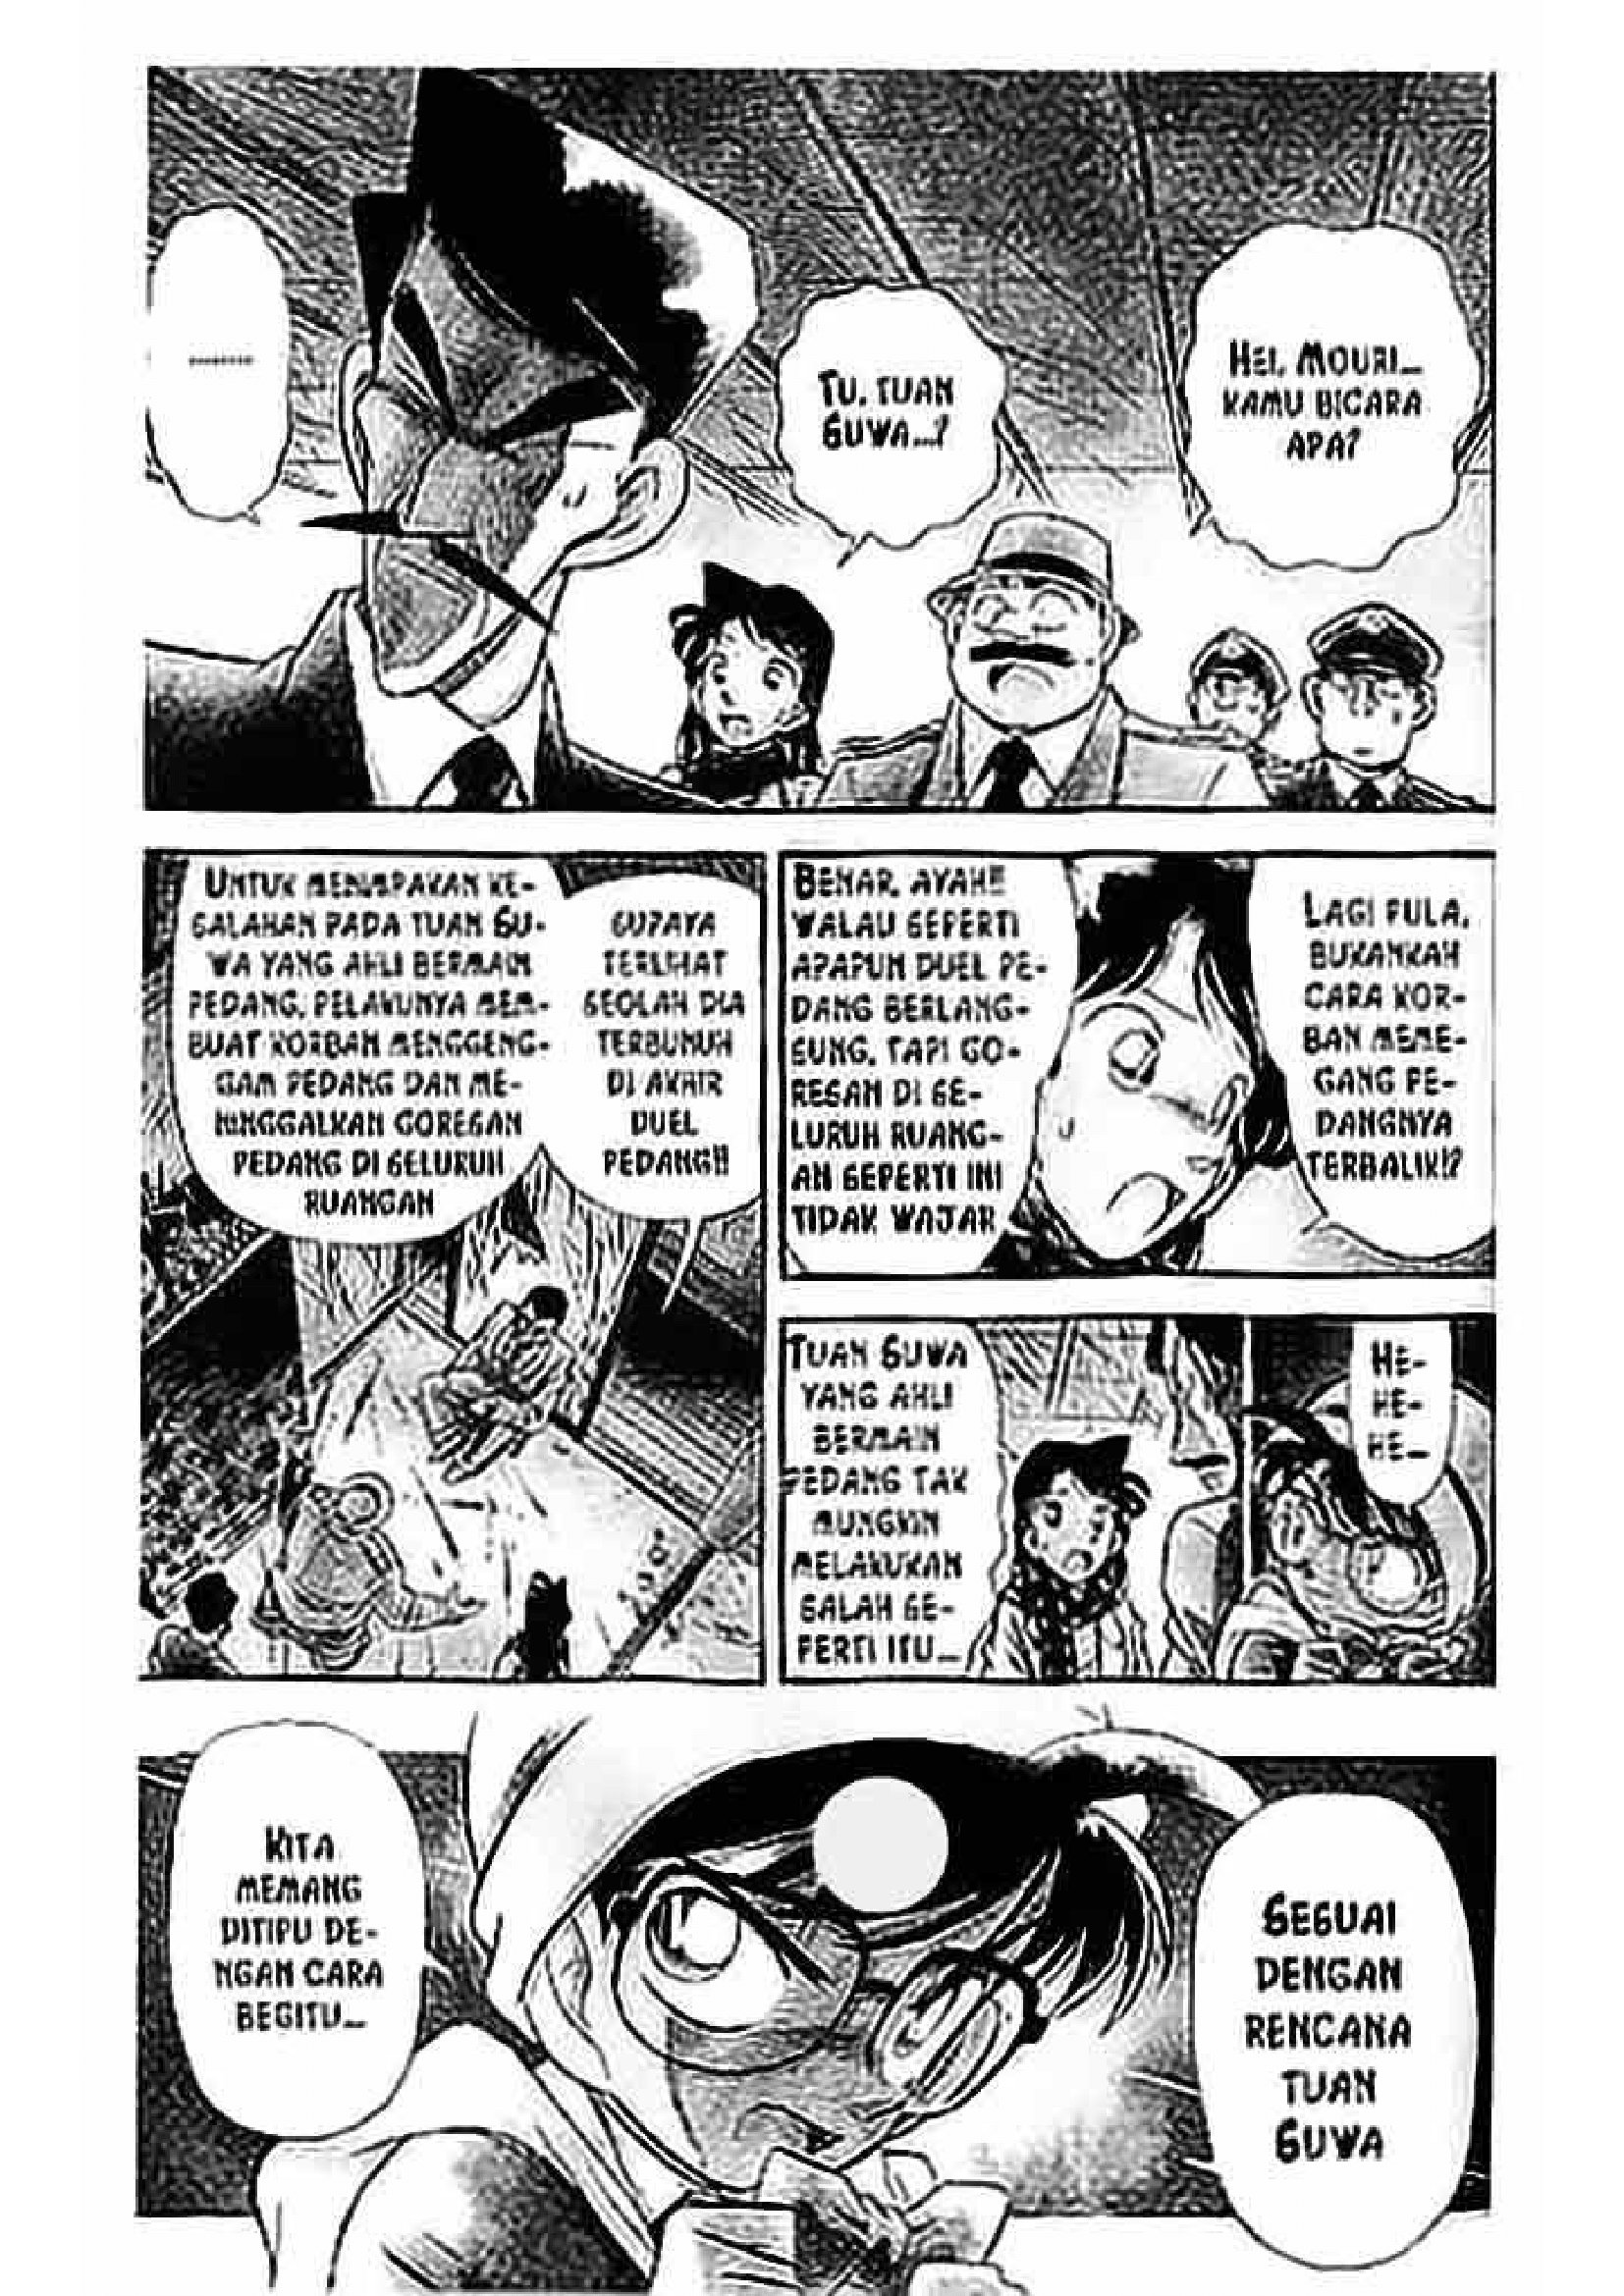 HEI, MOURI...
KAMU BICARA
APA?
TU, TUAN
SUWA...?
........
LAGI PULA,
BUKANKAH
CARA KOR-
BAN MEME-
GANG PE-
DANGNYA
TERBALIK!?
BENAR, AYAH!!
WALAU SEPERTI
APAPUN DUEL PE-
DANG BERLANG-
SUNG, TAPI GO-
RESAN DI SE-
LURUH RUANG-
AN SEPERTI INI
TIDAK WAJAR
HE-
HE-
HE...
TUAN SUWA
YANG AHLI
BERMAIN
PEDANG TAK
MUNGKIN
MELAKUKAN
SALAH SE-
PERTI ITU...
SUPAYA
TERLIHAT
SEOLAH DIA
TERBUNUH
DI AKHIR
DUEL
PEDANG!!
UNTUK MENIMPAKAN KE-
SALAHAN PADA TUAN SU-
WA YANG AHLI BERMAIN
PEDANG, PELAKUNYA MEM-
BUAT KORBAN MENGGENG-
GAM PEDANG DAN ME-
NINGGALKAN GORESAN
PEDANG DI SELURUH
RUANGAN
SESUAI
DENGAN
RENCANA
TUAN
SUWA
KITA
MEMANG
DITIPU DE-
NGAN CARA
BEGITU...